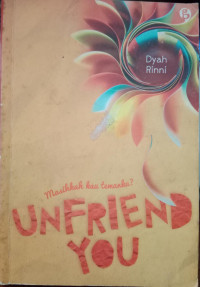 Dyah
Rinni
Masihkah kau temanku?
UNFRIEND
YOU